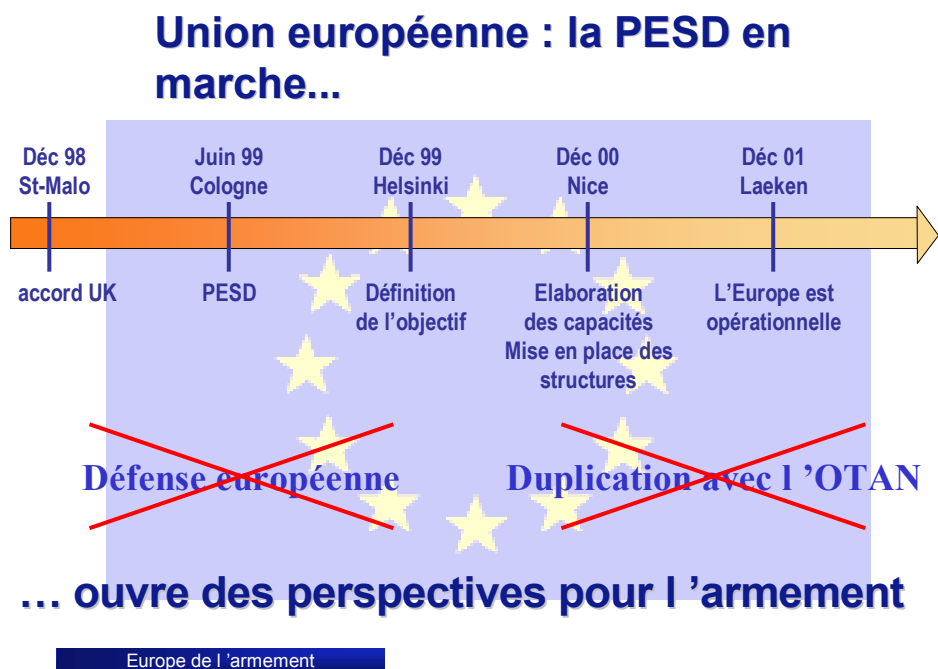 Union européenne : la PESD en
marche...
Déc 98
St-Malo
Juin 99
Cologne
Déc 99
Helsinki
Déc 00
Nice
Déc 01
Laeken
accord UK
PESD
Définition
de l’objectif
Elaboration
des capacités
Mise en place des
structures
L’Europe est
opérationnelle
Défense européenne
Duplication avec l ’OTAN
… ouvre des perspectives pour l ’armement
Europe de l ’armement